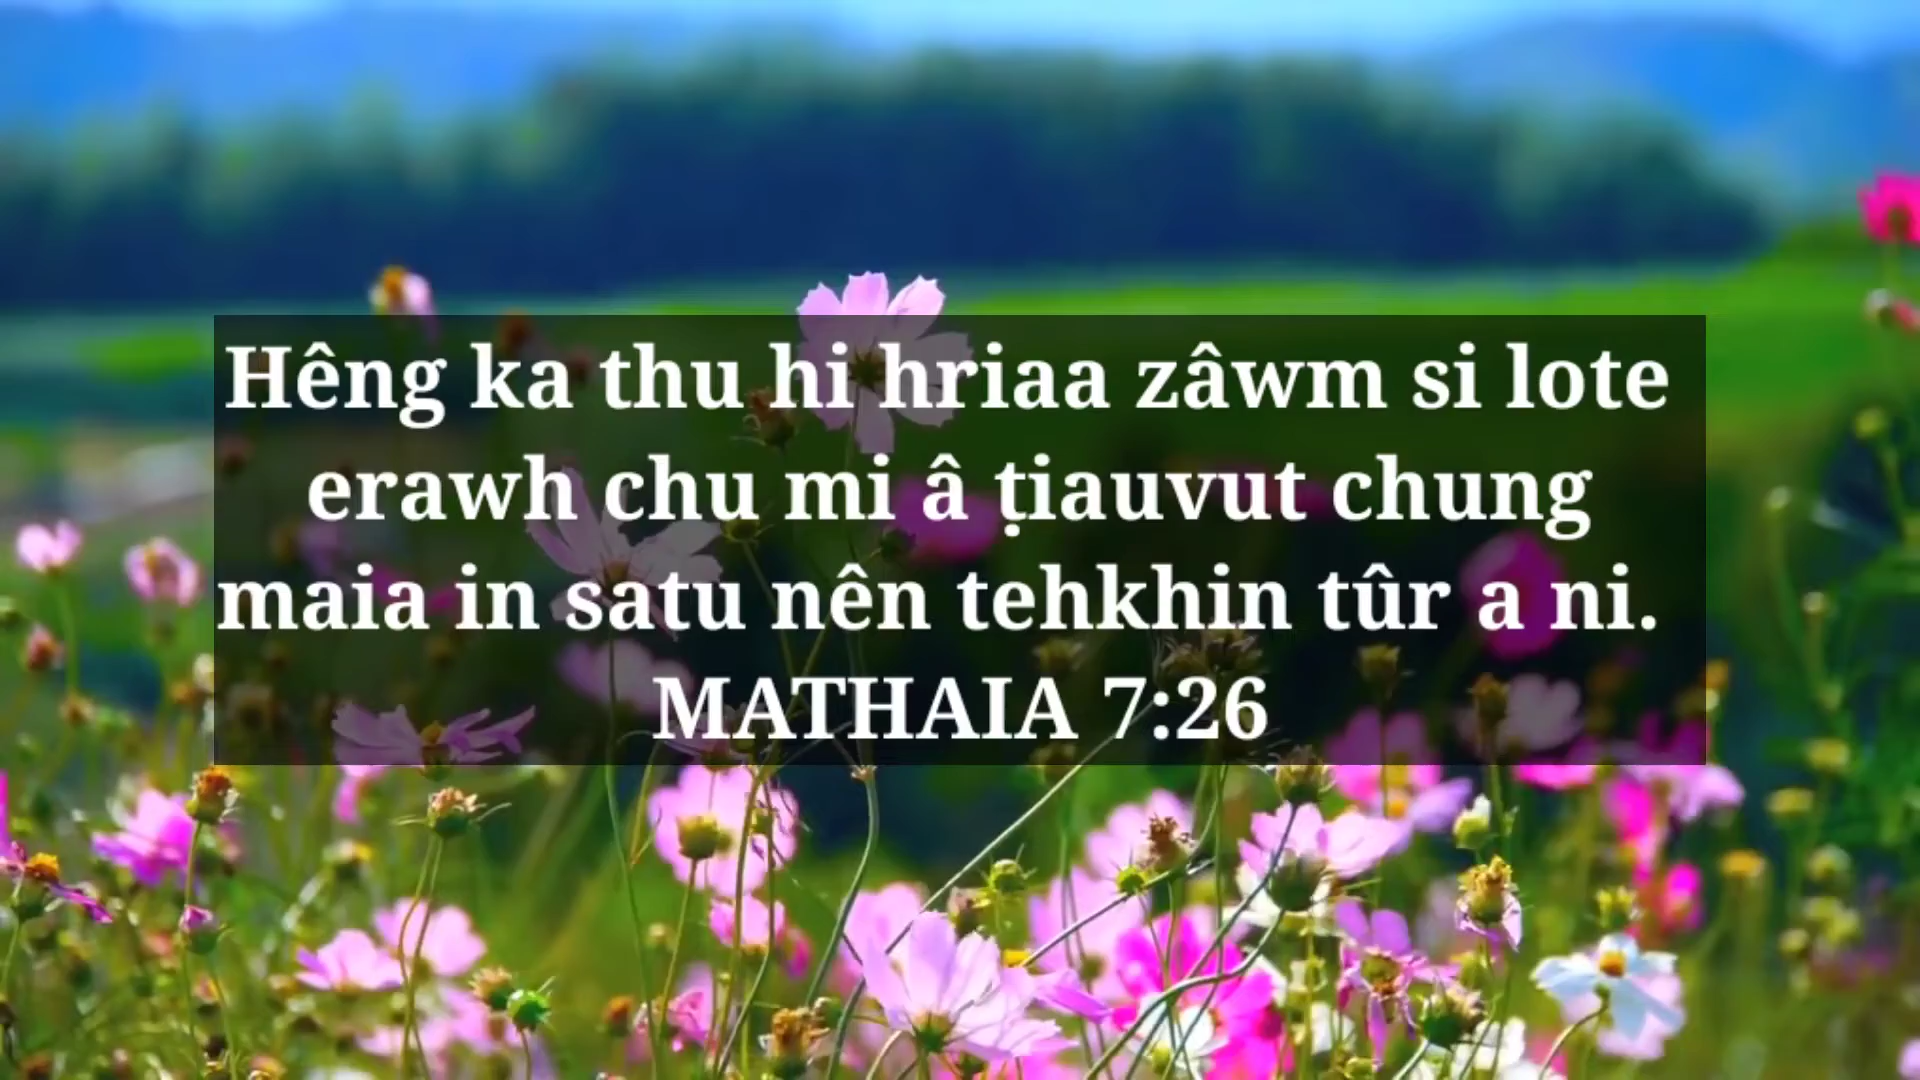 Hêng ka thu hi hriaa zâwm si lote
erawh chu mi â ṭiauvut chung
maia in satu nên tehkhin tûr a ni.
MATHAIA 7:26